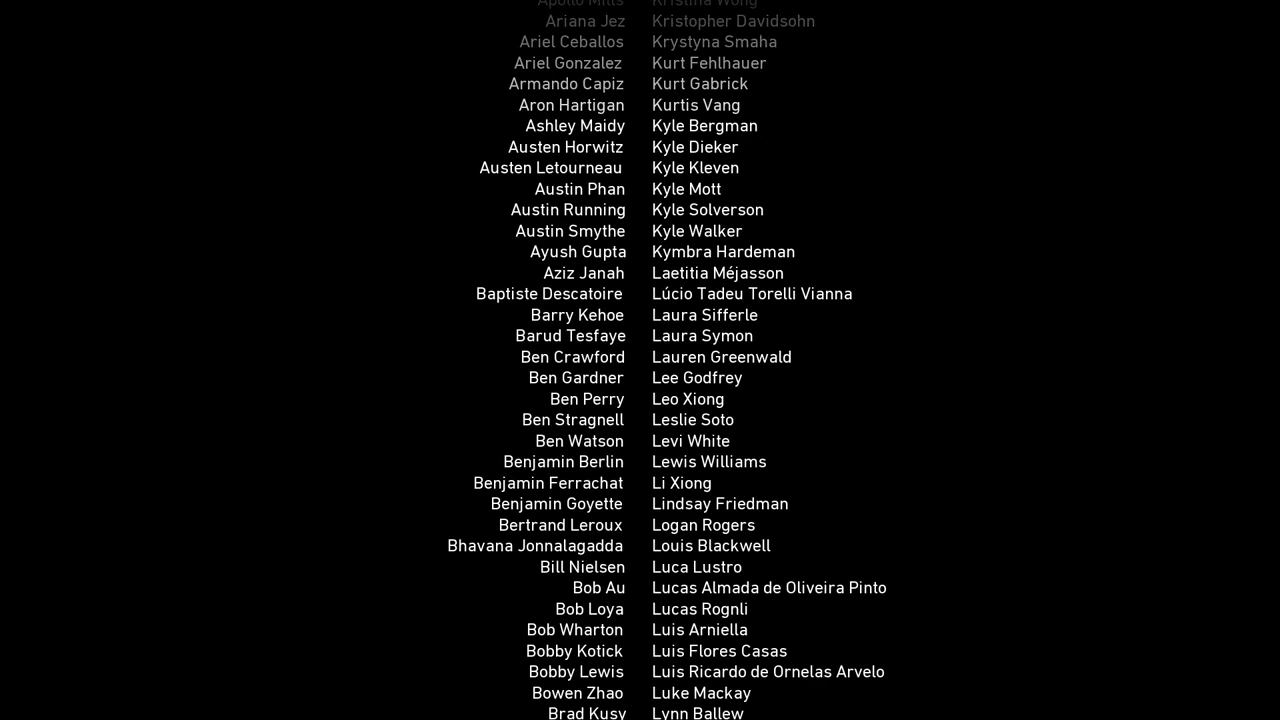 Apollo Mills Kristina Wong
Ariana Jez Kristopher Davidsohn
Ariel Ceballos Krystyna Smaha
Ariel Gonzalez Kurt Fehlhauer
Armando Capiz Kurt Gabrick
Aron Hartigan Kurtis Vang
Ashley Maidy Kyle Bergman
Austen Horwitz Kyle Dieker
Austen Letourneau Kyle Kleven
Austin Phan Kyle Mott
Austin Running Kyle Solverson
Austin Smythe Kyle Walker
Ayush Gupta Kymbra Hardeman
Aziz Janah Laetitia Méjasson
Baptiste Descatoire Lúcio Tadeu Torelli Vianna
Barry Kehoe Laura Sifferle
Barud Tesfaye Laura Symon
Ben Crawford Lauren Greenwald
Ben Gardner Lee Godfrey
Ben Perry Leo Xiong
Ben Stragnell Leslie Soto
Ben Watson Levi White
Benjamin Berlin Lewis Williams
Benjamin Ferrachat Li Xiong
Benjamin Goyette Lindsay Friedman
Bertrand Leroux Logan Rogers
Bhavana Jonnalagadda Louis Blackwell
Bill Nielsen Luca Lustro
Bob Au Lucas Almada de Oliveira Pinto
Bob Loya Lucas Rognli
Bob Wharton Luis Arniella
Bobby Kotick Luis Flores Casas
Bobby Lewis Luis Ricardo de Ornelas Arvelo
Bowen Zhao Luke Mackay
Brad Kusy Lynn Ballew